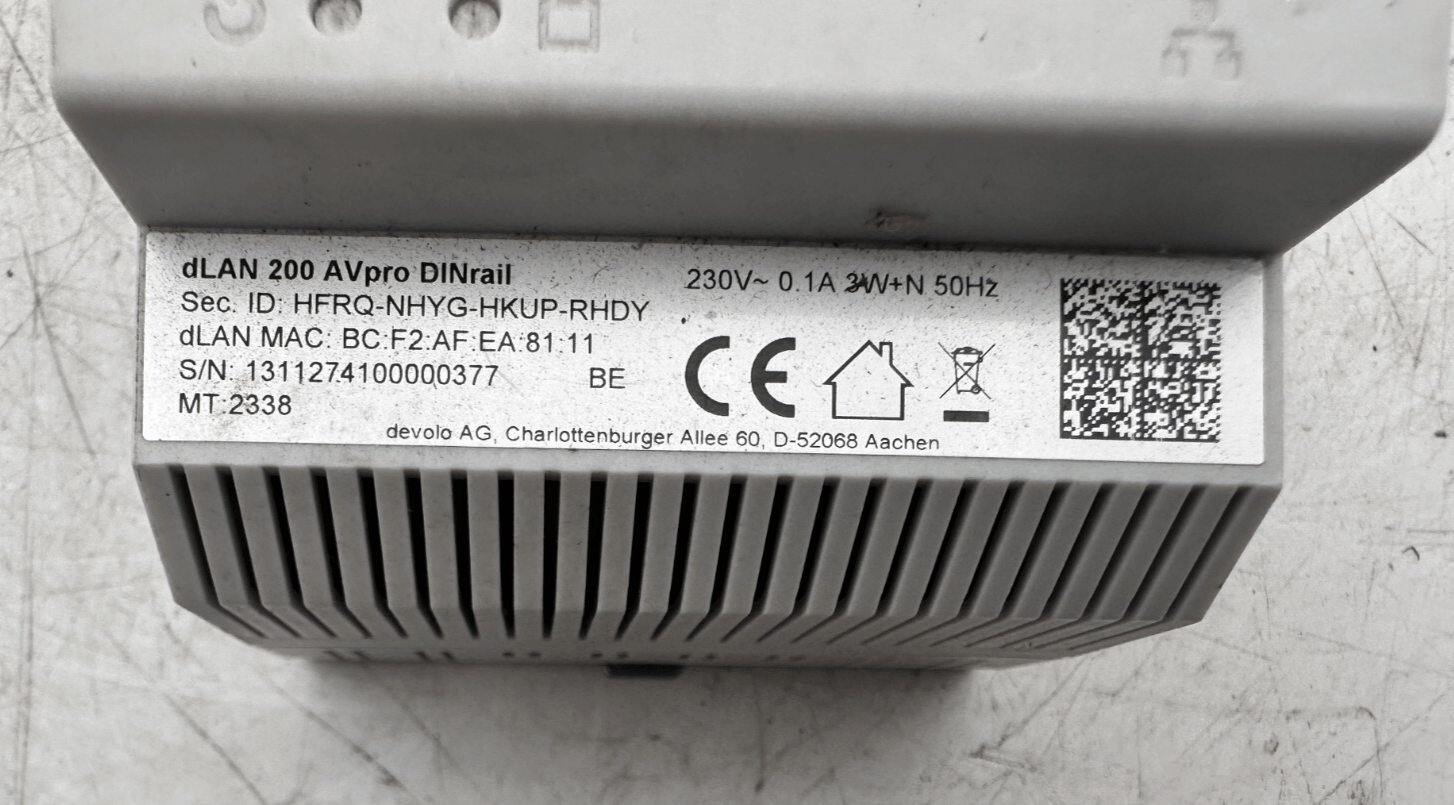 dLAN 200 AVpro DINrail
Sec. ID: HFRQ-NHYG-HKUP-RHDY
dLAN MAC: BC:F2:AF:EA:81:11
S/N: 1311274100000377 BE
MT:2338
230V~ 0.1A 3W+N 50Hz
CE
devolo AG, Charlottenburger Allee 60, D-52068 Aachen